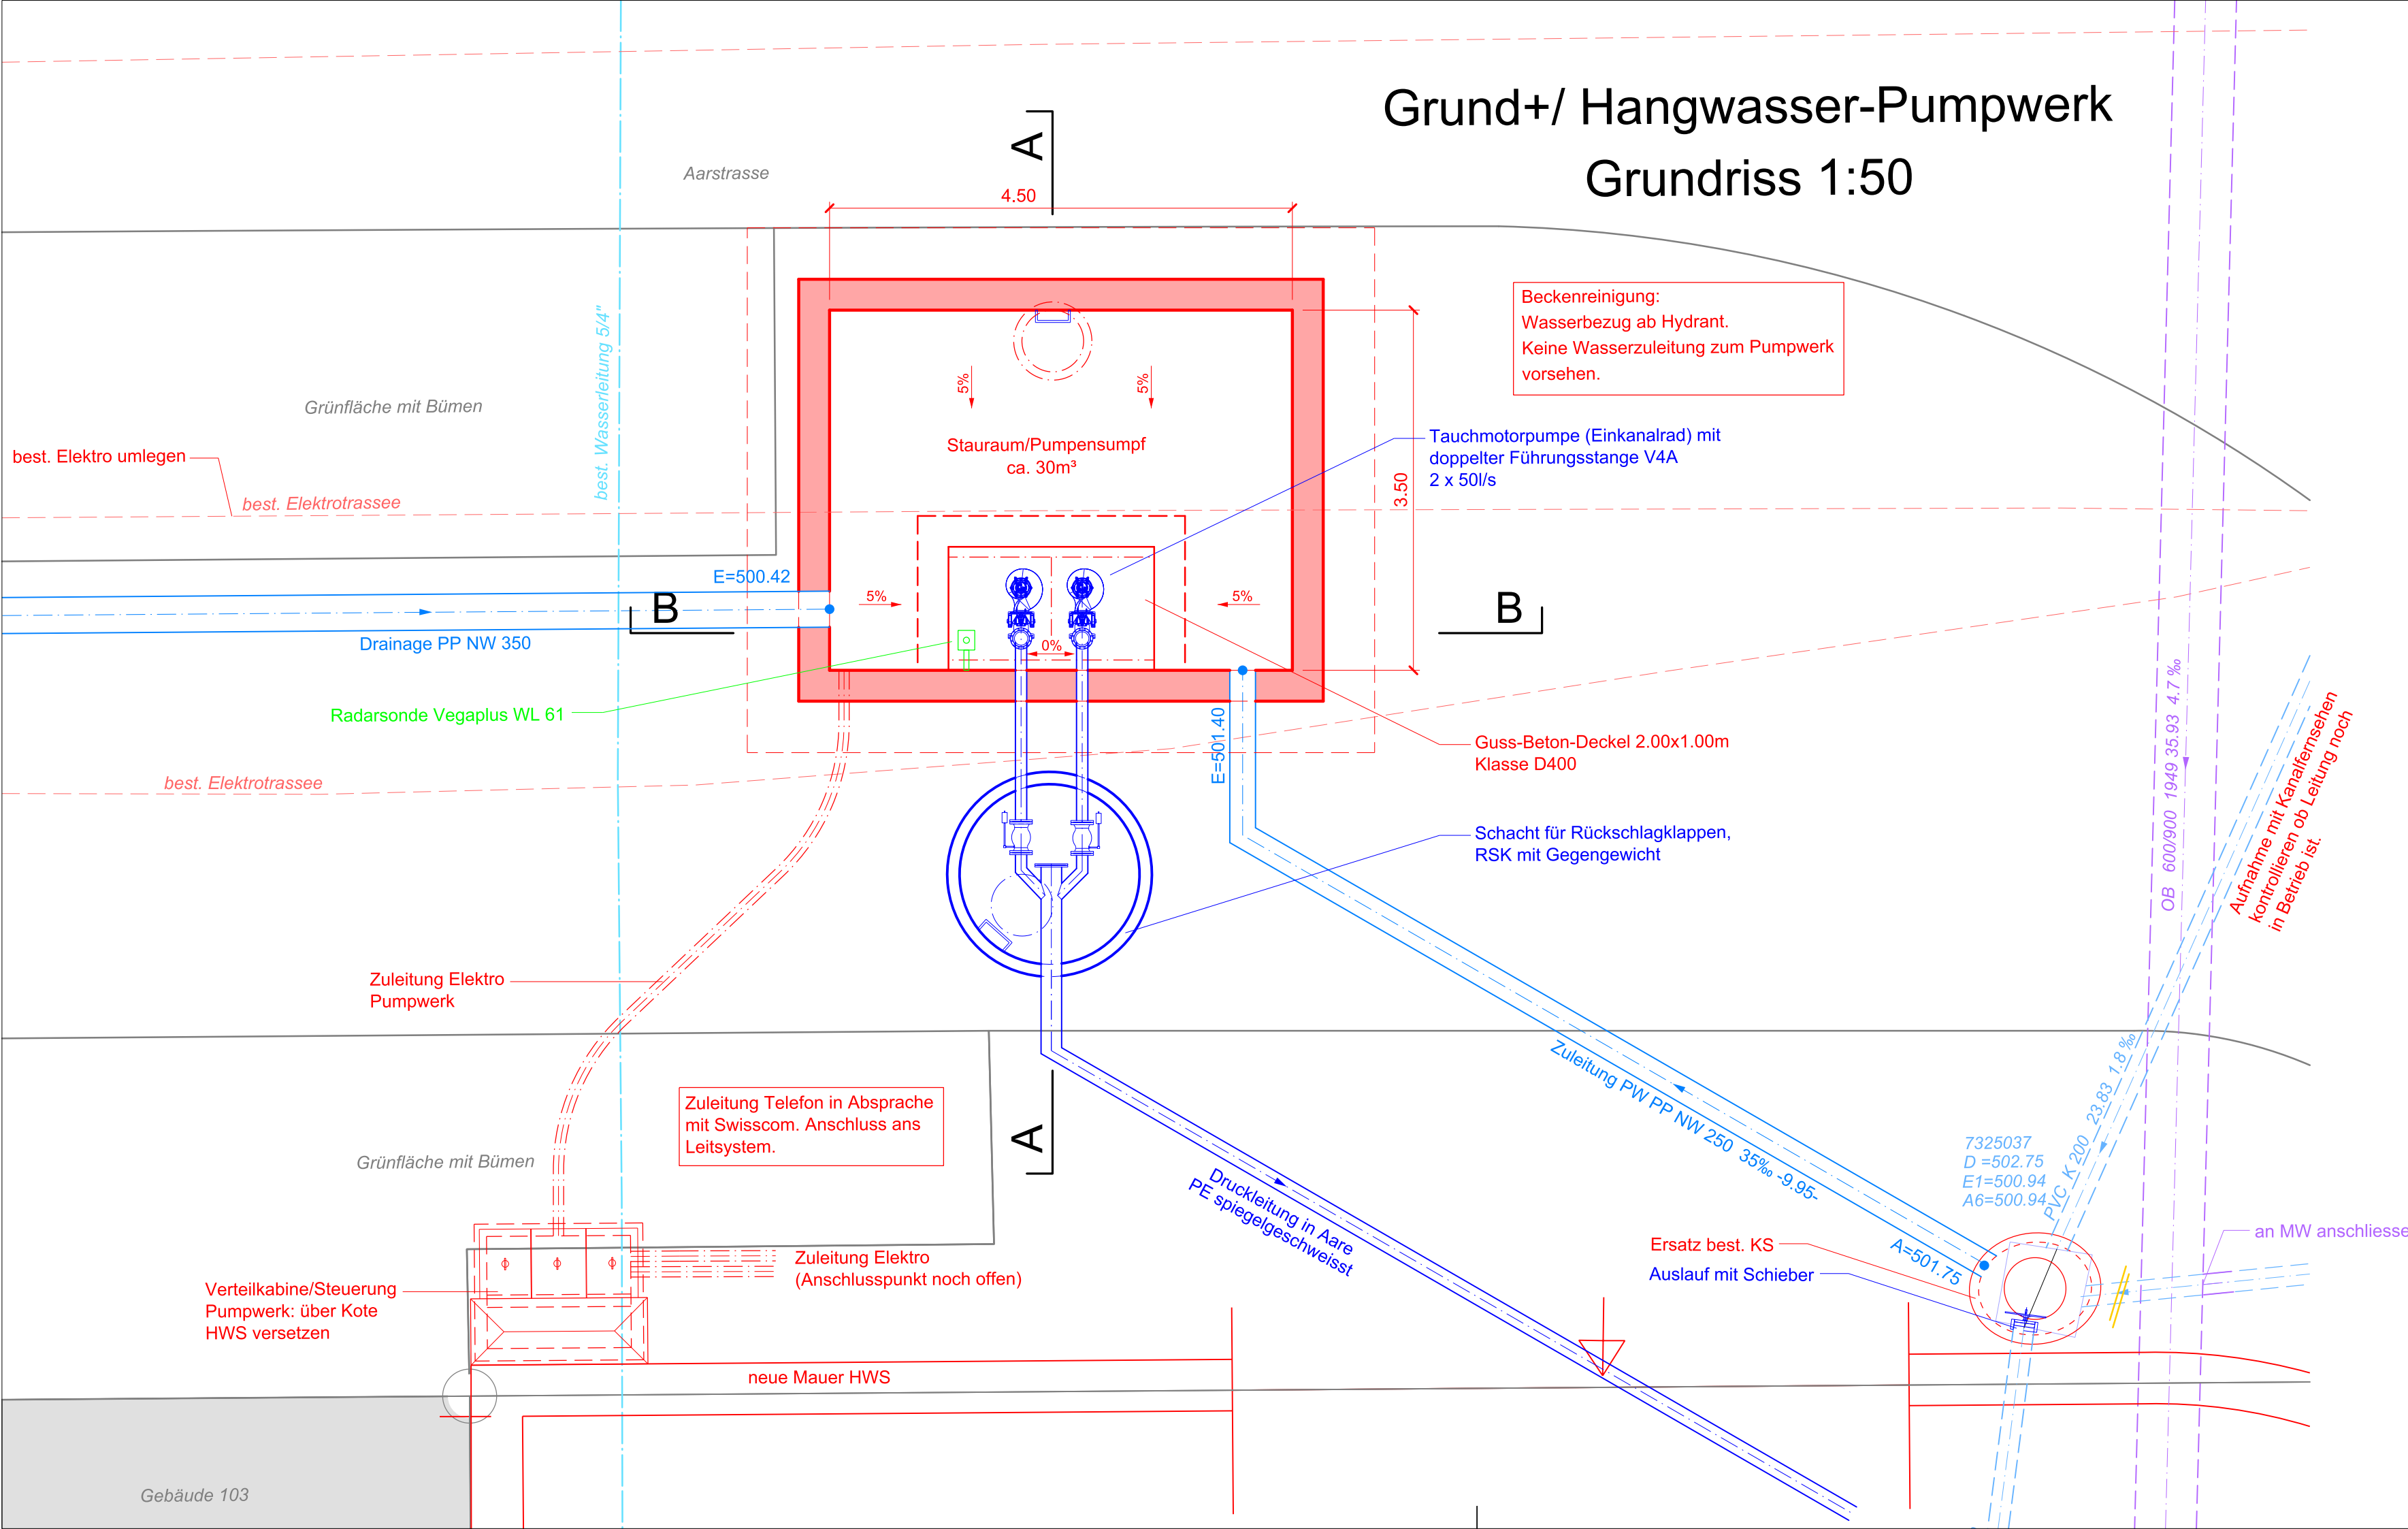 Grund+/ Hangwasser-Pumpwerk
Grundriss 1:50
Aarstrasse
A
4.50
Beckenreinigung:
Wasserbezug ab Hydrant.
Keine Wasserzuleitung zum Pumpwerk
vorsehen.
best. Wasserleitung 5/4"
Grünfläche mit Bümen
5%
5%
Stauraum/Pumpensumpf
ca. 30m³
Tauchmotorpumpe (Einkanalrad) mit
doppelter Führungsstange V4A
2 x 50l/s
3.50
best. Elektro umlegen
best. Elektrotrassee
E=500.42
B
5%
5%
B
Drainage PP NW 350
0%
Radarsonde Vegaplus WL 61
E=501.40
Guss-Beton-Deckel 2.00x1.00m
Klasse D400
best. Elektrotrassee
Schacht für Rückschlagklappen,
RSK mit Gegengewicht
OB 600/900 1949 35.93 4.7 ‰
Aufnahme mit Kanalfernsehen
kontrollieren ob Leitung noch
in Betrieb ist.
Zuleitung Elektro
Pumpwerk
Zuleitung Telefon in Absprache
mit Swisscom. Anschluss ans
Leitsystem.
A
Grünfläche mit Bümen
Zuleitung PW PP NW 250 35‰ -9.95-
A=501.75
Druckleitung in Aare
PE spiegelgeschweisst
7325037
D =502.75
E1=500.94
A6=500.94
PVC K 200 23.83 1.8 ‰
an MW anschliesse
Ersatz best. KS
Auslauf mit Schieber
Zuleitung Elektro
(Anschlusspunkt noch offen)
Verteilkabine/Steuerung
Pumpwerk: über Kote
HWS versetzen
neue Mauer HWS
Gebäude 103